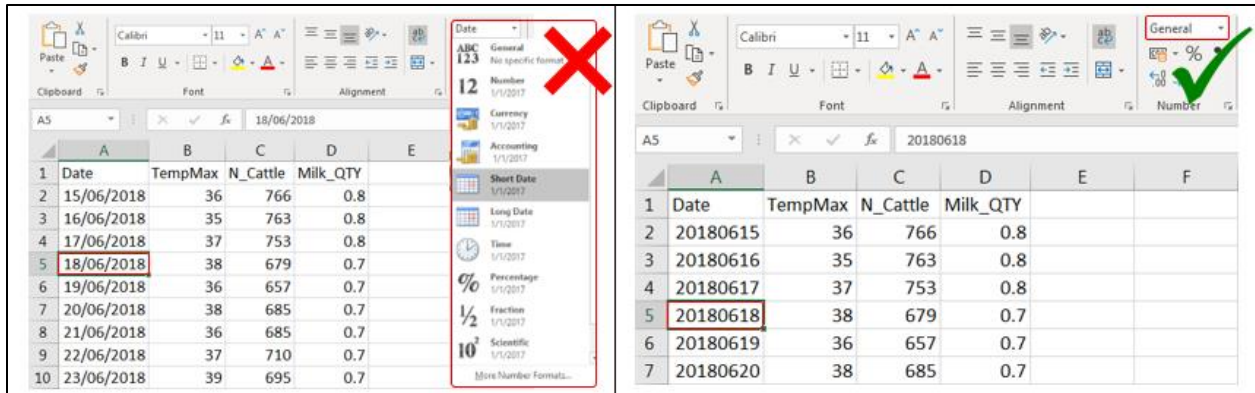 Calibri 11 A A
ab
Paste
B I U A
Clipboard Font Alignment
A5 fx 18/06/2018
A B C D E
1 Date TempMax N_Cattle Milk_QTY
2 15/06/2018 36 766 0.8
3 16/06/2018 35 763 0.8
4 17/06/2018 37 753 0.8
5 18/06/2018 38 679 0.7
6 19/06/2018 36 657 0.7
7 20/06/2018 38 685 0.7
8 21/06/2018 36 685 0.7
9 22/06/2018 37 710 0.7
10 23/06/2018 39 695 0.7
Date
ABC 123 General
No specific format
12 Number
1/1/2017
Currency
1/1/2017
Accounting
1/1/2017
Short Date
1/1/2017
Long Date
1/1/2017
Time
1/1/2017
% Percentage
1/1/2017
1/2 Fraction
1/1/2017
10² Scientific
1/1/2017
More Number Formats...
Calibri 11 A A
ab
General
Paste
B I U A
%
Clipboard Font Alignment Number
A5 fx 20180618
A B C D E F
1 Date TempMax N_Cattle Milk_QTY
2 20180615 36 766 0.8
3 20180616 35 763 0.8
4 20180617 37 753 0.8
5 20180618 38 679 0.7
6 20180619 36 657 0.7
7 20180620 38 685 0.7